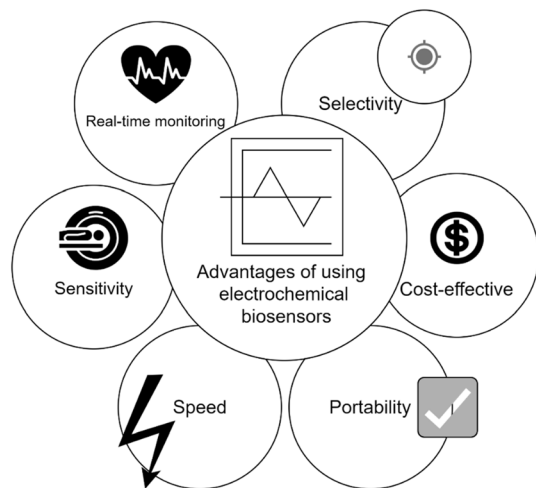 Real-time monitoring
Selectivity
Sensitivity
Advantages of using
electrochemical
biosensors
$
Cost-effective
Speed
Portability